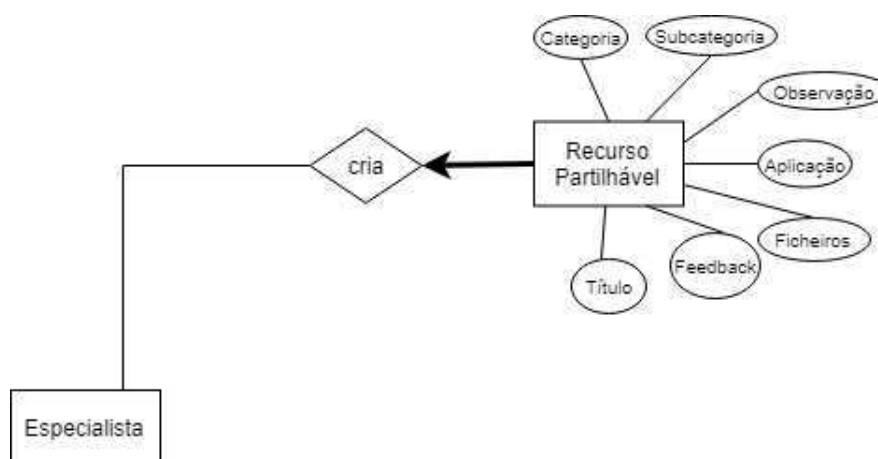 Categoria
Subcategoria
Observação
cria
Recurso
Partilhável
Aplicação
Ficheiros
Feedback
Título
Especialista